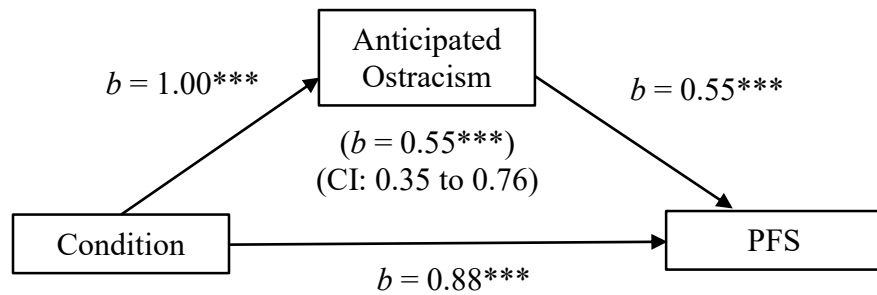 Anticipated
Ostracism
b = 1.00***
b = 0.55***
(b = 0.55***)
(CI: 0.35 to 0.76)
Condition
PFS
b = 0.88***